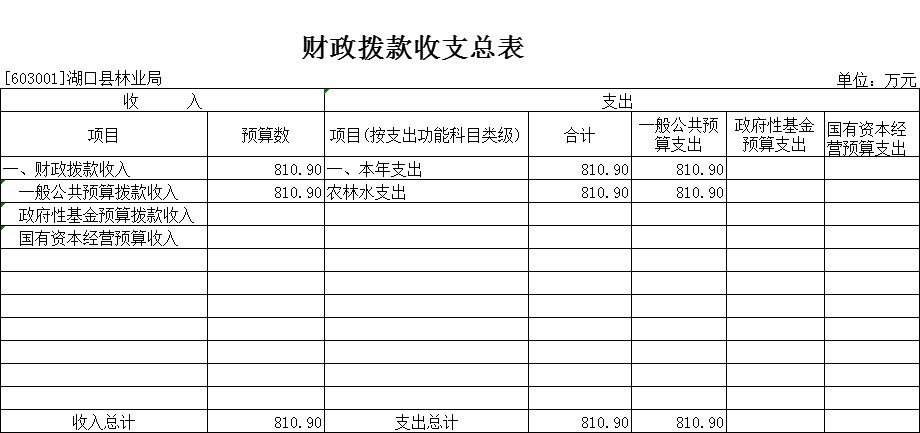 财政拨款收支总表
[603001]湖口县林业局 单位：万元
收 入 支出
项目 预算数 项目(按支出功能科目类级) 合计 一般公共预算支出 政府性基金预算支出 国有资本经营预算支出
一、财政拨款收入 810.90 一、本年支出 810.90 810.90
一般公共预算拨款收入 810.90 农林水支出 810.90 810.90
政府性基金预算拨款收入
国有资本经营预算收入
收入总计 810.90 支出总计 810.90 810.90